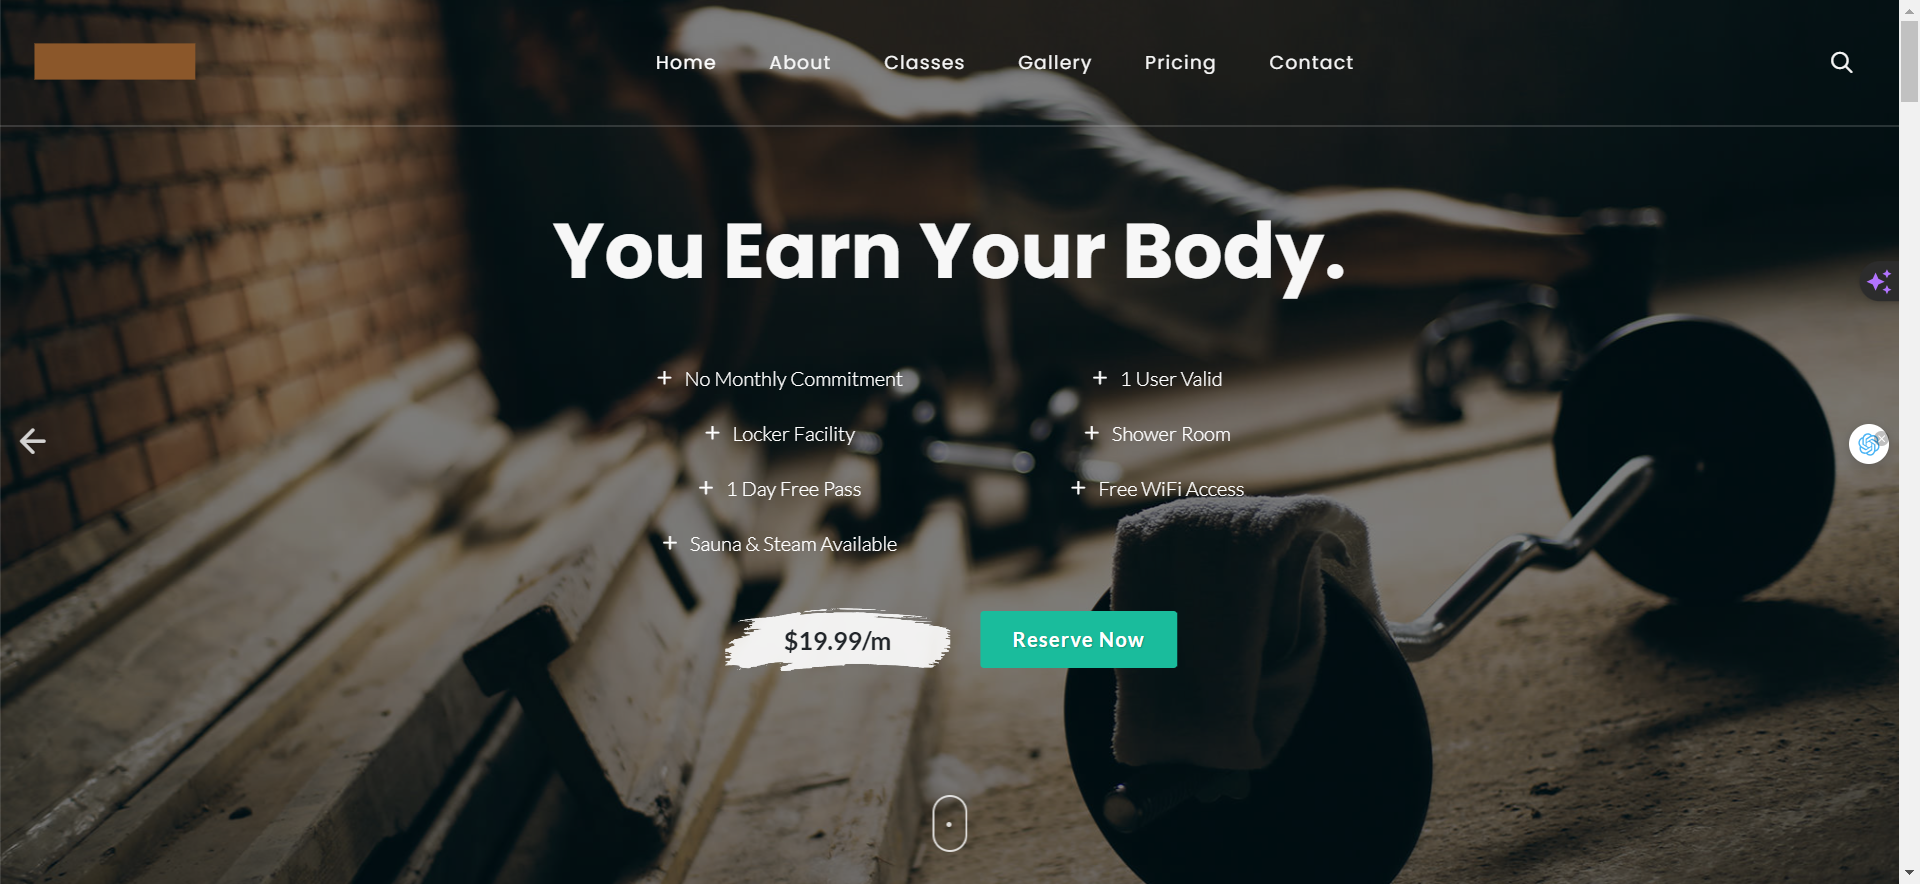 Home About Classes Gallery Pricing Contact
You Earn Your Body.
+ No Monthly Commitment
+ 1 User Valid
+ Locker Facility
+ Shower Room
+ 1 Day Free Pass
+ Free WiFi Access
+ Sauna & Steam Available
$19.99/m
Reserve Now